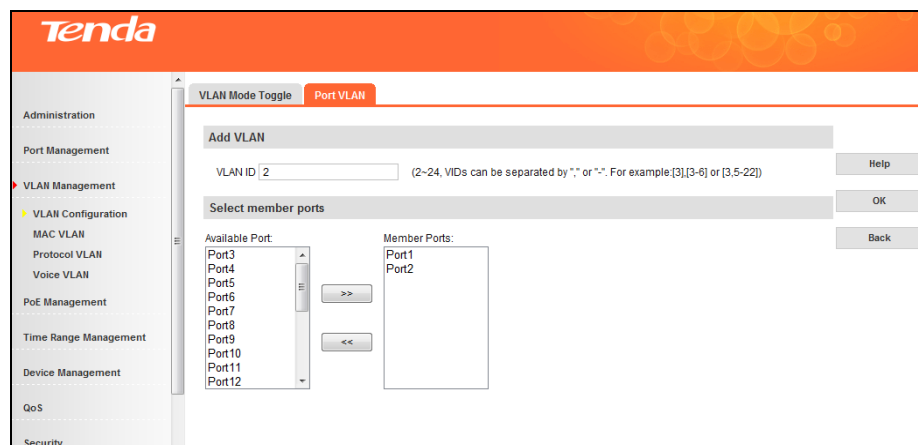 Tenda
VLAN Mode Toggle
Port VLAN
Administration
Port Management
VLAN Management
VLAN Configuration
MAC VLAN
Protocol VLAN
Voice VLAN
PoE Management
Time Range Management
Device Management
QoS
Security
Add VLAN
VLAN ID 2 (2~24, VIDs can be separated by "," or "-". For example:[3],[3-6] or [3,5-22])
Select member ports
Available Port:
Port3
Port4
Port5
Port6
Port7
Port8
Port9
Port10
Port11
Port12
>>
<<
Member Ports:
Port1
Port2
Help
OK
Back